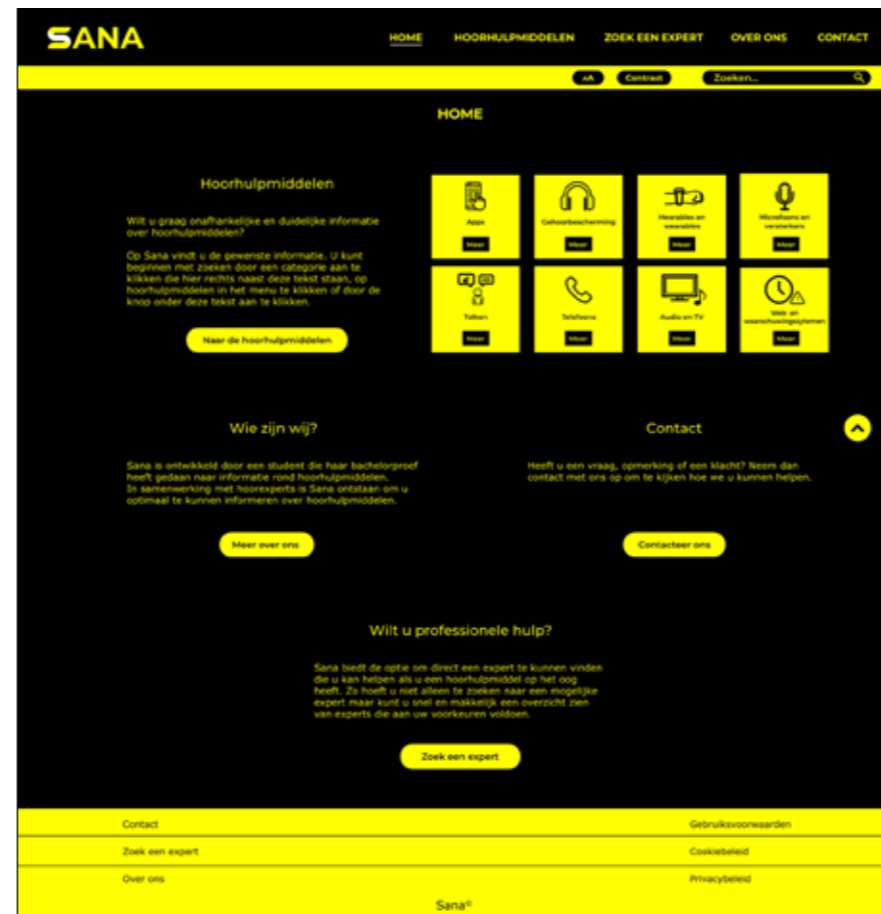 SANA
HOME HOORHULPMIDDELEN ZOEK EEN EXPERT OVER ONS CONTACT
AA Contrast Zoeken...
HOME
Hoorhulpmiddelen
Wilt u graag onafhankelijke en duidelijke informatie
over hoorhulpmiddelen?
Op Sana vindt u de gewenste informatie. U kunt
beginnen met zoeken door een categorie aan te
klikken die hier rechts naast deze tekst staan, op
hoorhulpmiddelen in het menu te klikken of door de
knop onder deze tekst aan te klikken.
Naar de hoorhulpmiddelen
Apps
Meer
Gehoorbescherming
Meer
Hearables en
wearables
Meer
Microfoons en
versterkers
Meer
Tolken
Meer
Telefoons
Meer
Audio en TV
Meer
Wek- en
waarschuwingssytemen
Meer
Wie zijn wij?
Sana is ontwikkeld door een student die haar bachelorproef
heeft gedaan naar informatie rond hoorhulpmiddelen.
In samenwerking met hoorexperts is Sana ontstaan om u
optimaal te kunnen informeren over hoorhulpmiddelen.
Meer over ons
Contact
Heeft u een vraag, opmerking of een klacht? Neem dan
contact met ons op om te kijken hoe we u kunnen helpen.
Contacteer ons
Wilt u professionele hulp?
Sana biedt de optie om direct een expert te kunnen vinden
die u kan helpen als u een hoorhulpmiddel op het oog
heeft. Zo hoeft u niet alleen te zoeken naar een mogelijke
expert maar kunt u snel en makkelijk een overzicht zien
van experts die aan uw voorkeuren voldoen.
Zoek een expert
Contact Gebruiksvoorwaarden
Zoek een expert Cookiebeleid
Over ons Privacybeleid
Sana©